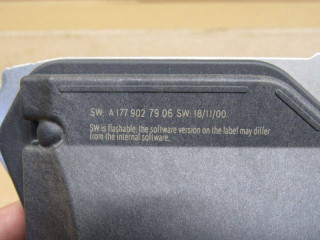 SW: A 177 902 79 06 SW: 18/11/00
SW is flashable, the software version on the label may differ
from the internal software.